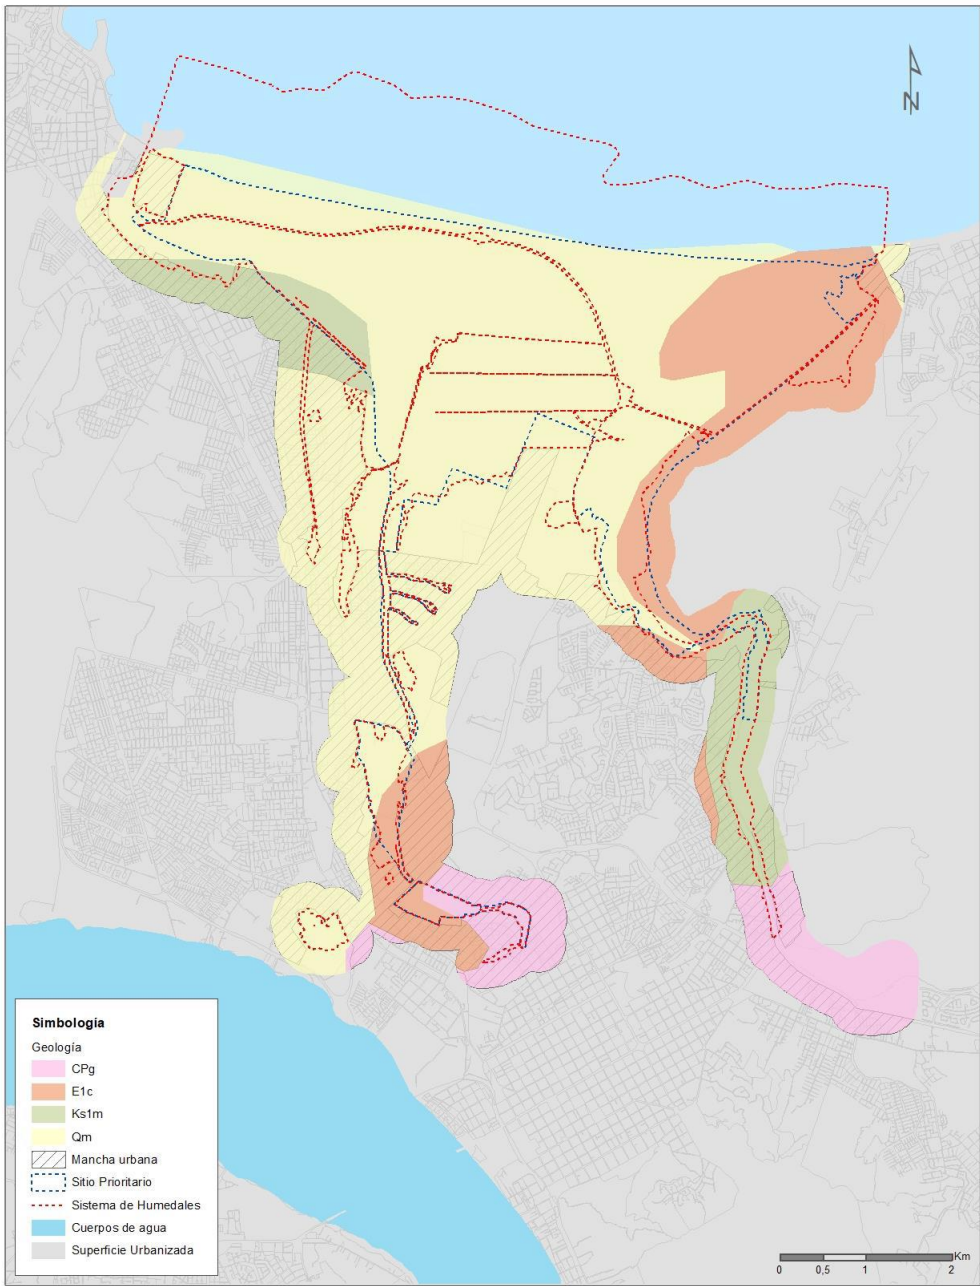 N
Simbología
Geología
CPg
E1c
Ks1m
Qm
Mancha urbana
Sitio Prioritario
Sistema de Humedales
Cuerpos de agua
Superficie Urbanizada
Km
0 0,5 1 2